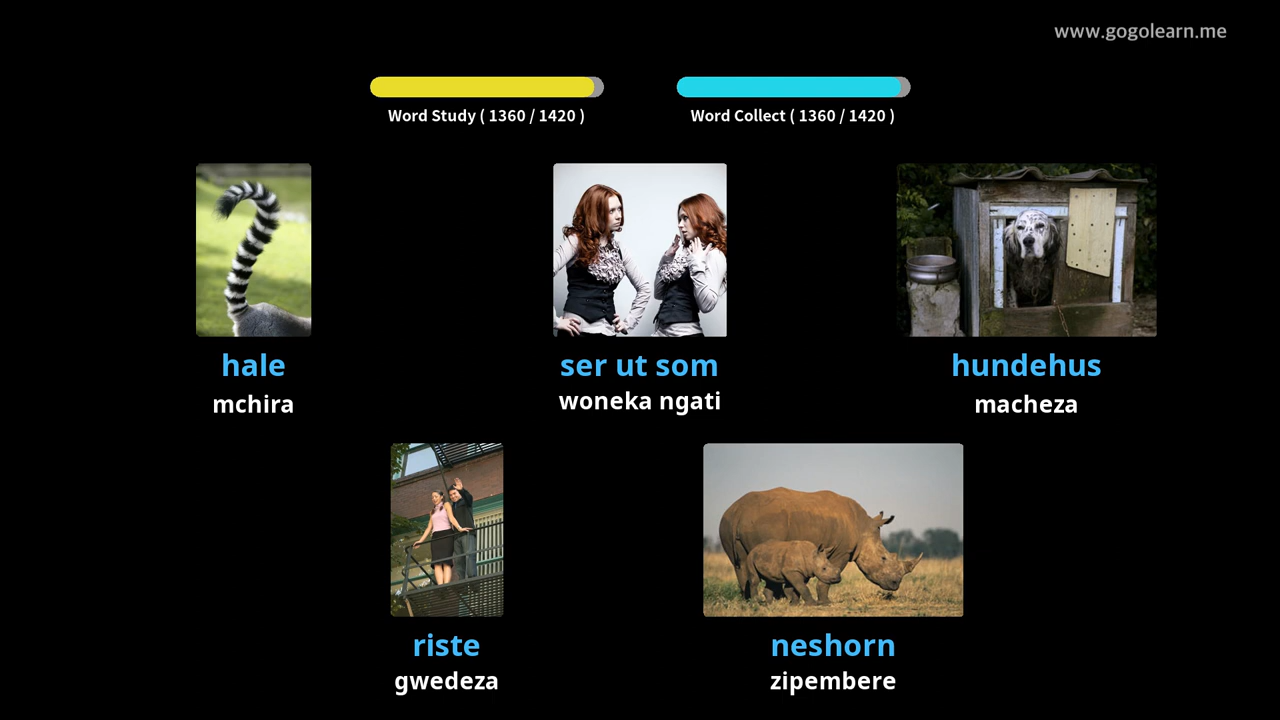 www.gogolearn.me
Word Study ( 1360 / 1420 )
Word Collect ( 1360 / 1420 )
hale
mchira
ser ut som
woneka ngati
hundehus
macheza
riste
gwedeza
neshorn
zipembere